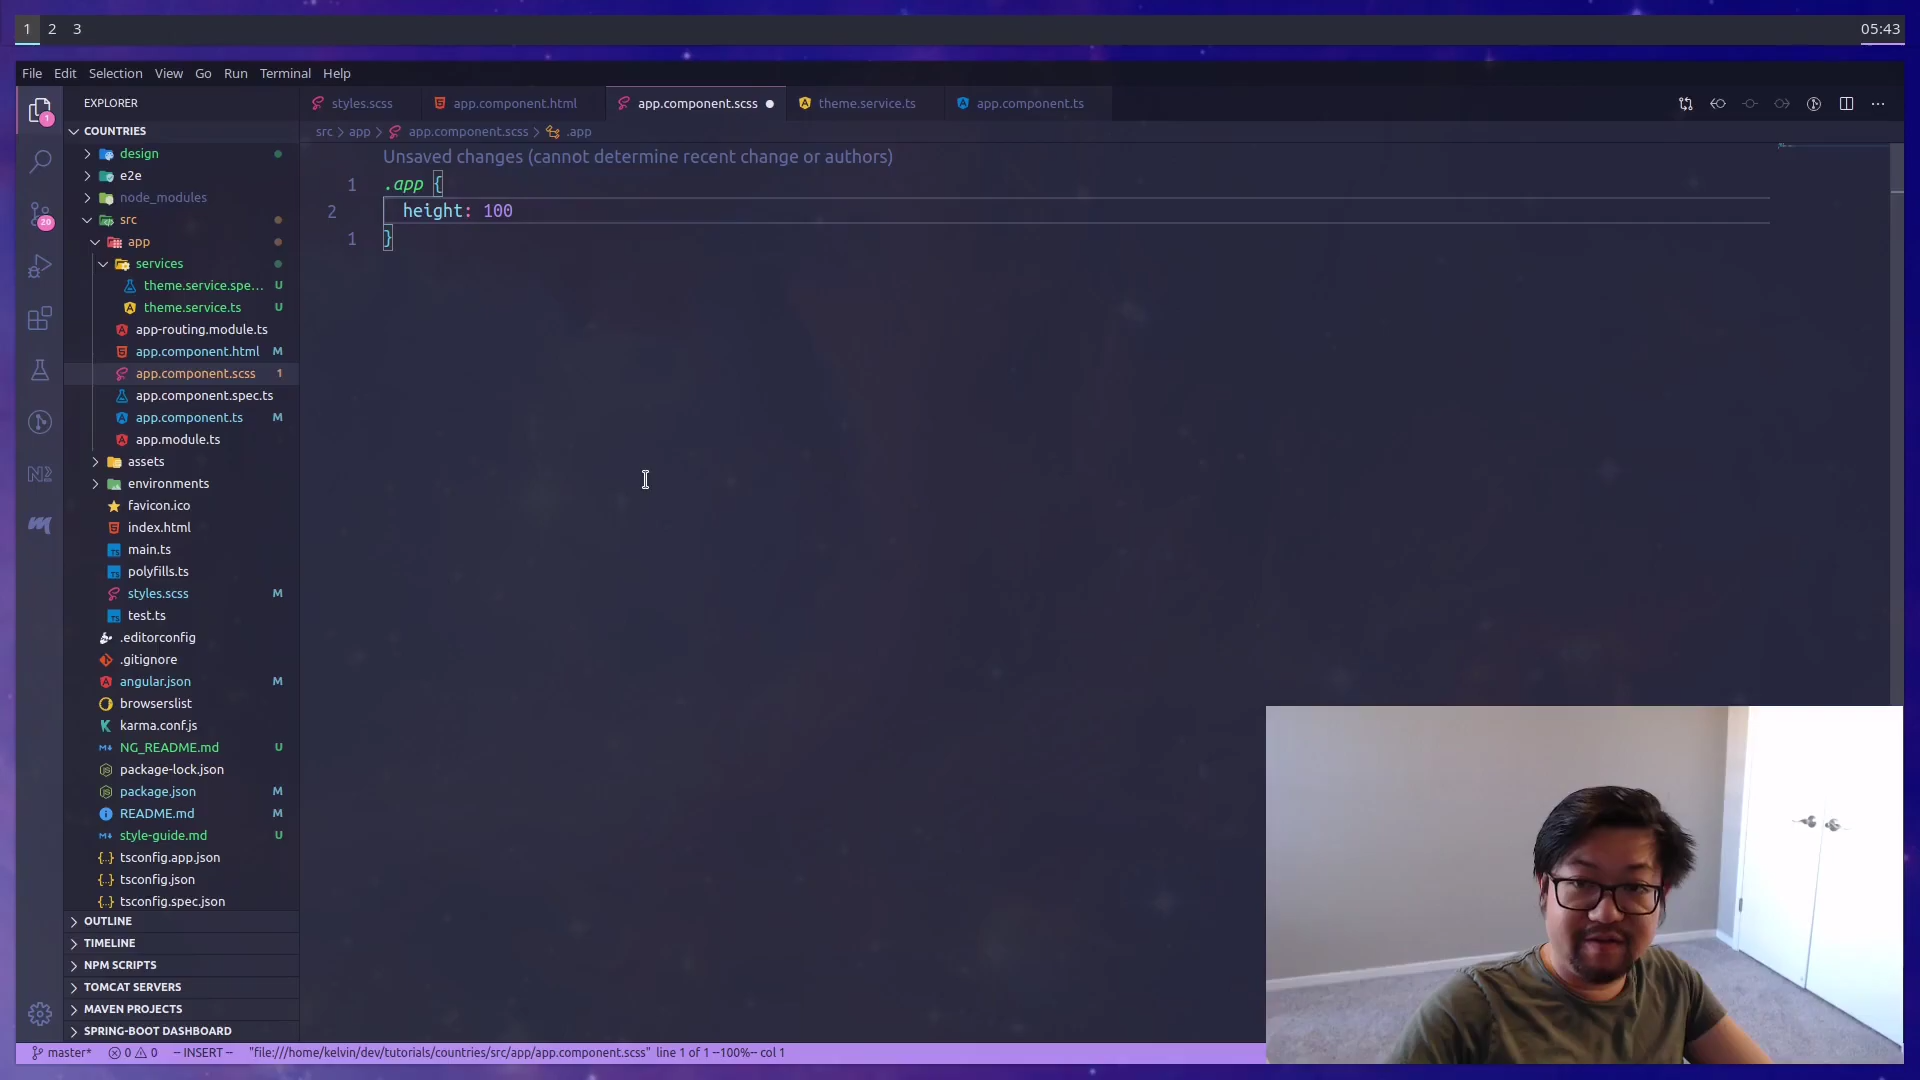 1 2 3
05:43
File Edit Selection View Go Run Terminal Help
EXPLORER
styles.scss app.component.html app.component.scss theme.service.ts app.component.ts
COUNTRIES
src > app > app.component.scss > .app
design
e2e
node_modules
src
app
services
theme.service.spe... U
theme.service.ts U
app-routing.module.ts
app.component.html M
app.component.scss 1
app.component.spec.ts
app.component.ts M
app.module.ts
assets
environments
favicon.ico
index.html
main.ts
polyfills.ts
styles.scss M
test.ts
.editorconfig
.gitignore
angular.json M
browserslist
karma.conf.js
NG_README.md U
package-lock.json
package.json M
README.md M
style-guide.md U
tsconfig.app.json
tsconfig.json
tsconfig.spec.json
OUTLINE
TIMELINE
NPM SCRIPTS
TOMCAT SERVERS
MAVEN PROJECTS
SPRING-BOOT DASHBOARD
1
20
Unsaved changes (cannot determine recent change or authors)
1 .app {
2 height: 100
1 }
master* 0 0 -- INSERT -- "file:///home/kelvin/dev/tutorials/countries/src/app/app.component.scss" line 1 of 1 --100%-- col 1